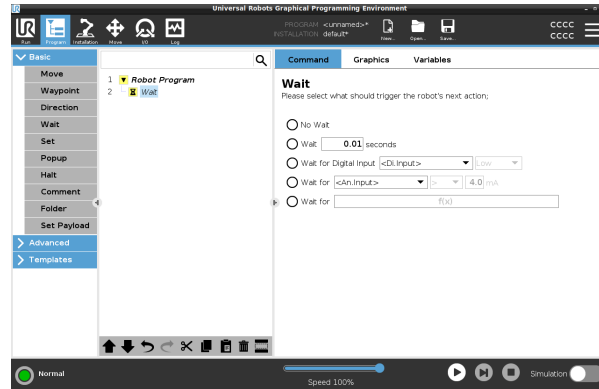 Universal Robots Graphical Programming Environment
Run Program Installation Move I/O Log
PROGRAM <unnamed>*
INSTALLATION default*
New... Open... Save...
cccc
cccc
Basic
Move
Waypoint
Direction
Wait
Set
Popup
Halt
Comment
Folder
Set Payload
Advanced
Templates
1 Robot Program
2 Wait
Command Graphics Variables
Wait
Please select what should trigger the robot's next action;
No Wait
Wait 0.01 seconds
Wait for Digital Input <Di.Input> Low
Wait for <An.Input> > 4.0 mA
Wait for f(x)
Normal
Speed 100%
Simulation